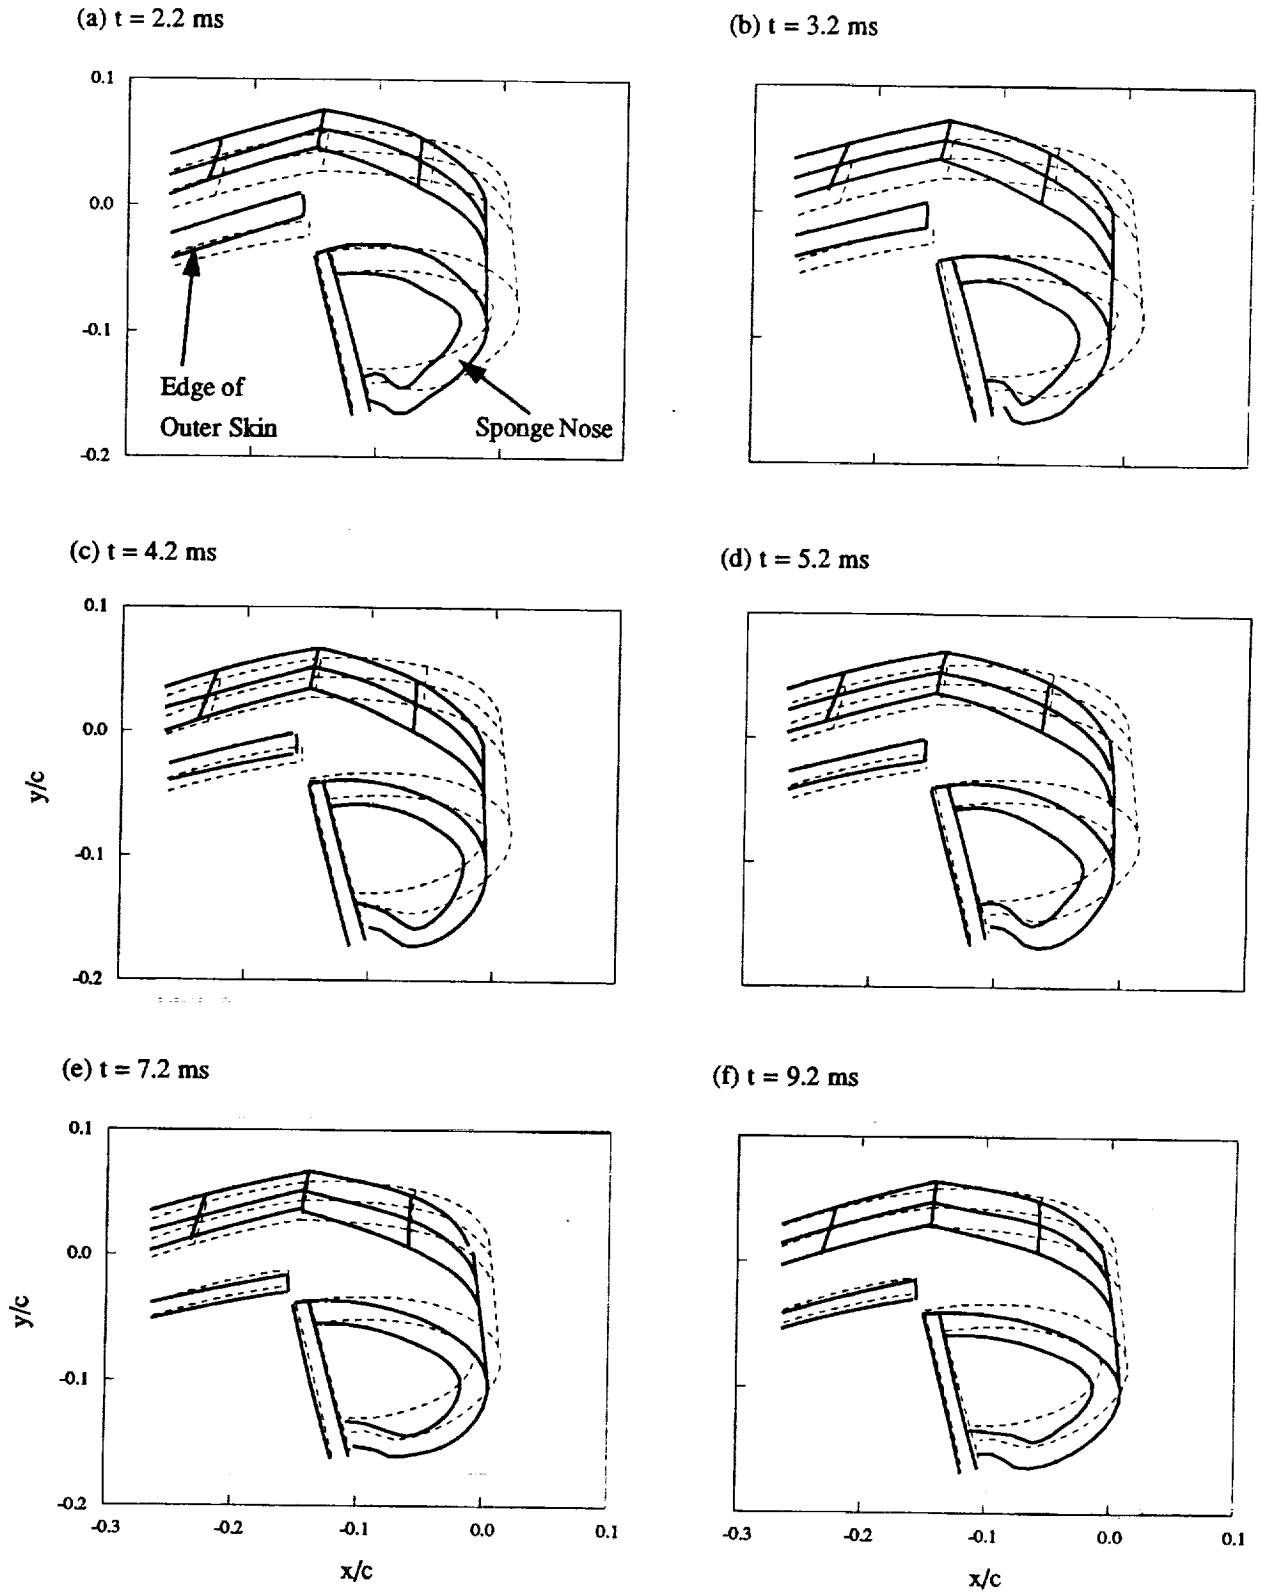 (a) t = 2.2 ms
(b) t = 3.2 ms
0.1
0.0
-0.1
-0.2
Edge of
Outer Skin
Sponge Nose
(c) t = 4.2 ms
(d) t = 5.2 ms
0.1
0.0
-0.1
-0.2
y/c
(e) t = 7.2 ms
(f) t = 9.2 ms
0.1
0.0
-0.1
-0.2
y/c
-0.3 -0.2 -0.1 0.0 0.1
x/c
-0.3 -0.2 -0.1 0.0 0.1
x/c